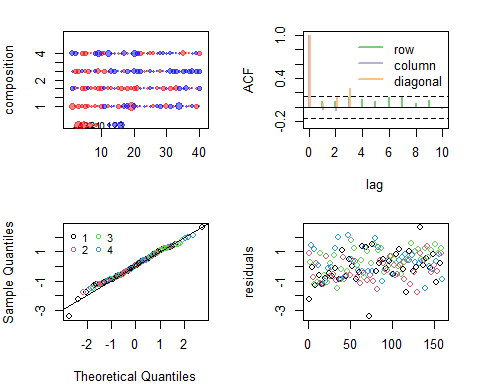 composition
4
2
1
10 20 30 40
ACF
1.0
0.4
-0.2
row
column
diagonal
0 2 4 6 8 10
lag
Sample Quantiles
1
-1
-3
1 3
2 4
-2 -1 0 1 2
Theoretical Quantiles
residuals
1
-1
-3
0 50 100 150